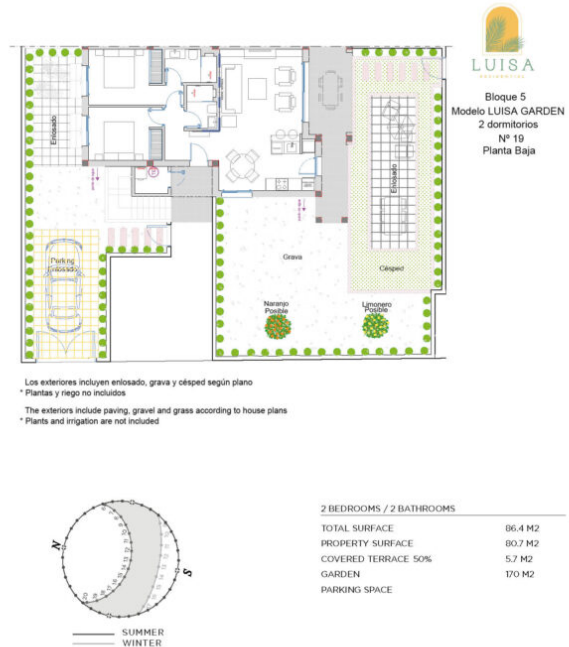 LUISA
Bloque 5
Modelo LUISA GARDEN
2 dormitorios
Nº 19
Planta Baja
Enlosado
Enlosado
Parking
Enlosado
Grava
Césped
Naranjo
Posible
Limonero
Posible
Los exteriores incluyen enlosado, grava y césped según plano
* Plantas y riego no incluidos
The exteriors include paving, gravel and grass according to house plans
* Plants and irrigation are not included
N
S
SUMMER
WINTER
2 BEDROOMS / 2 BATHROOMS
TOTAL SURFACE 86.4 M2
PROPERTY SURFACE 80.7 M2
COVERED TERRACE 50% 5.7 M2
GARDEN 170 M2
PARKING SPACE